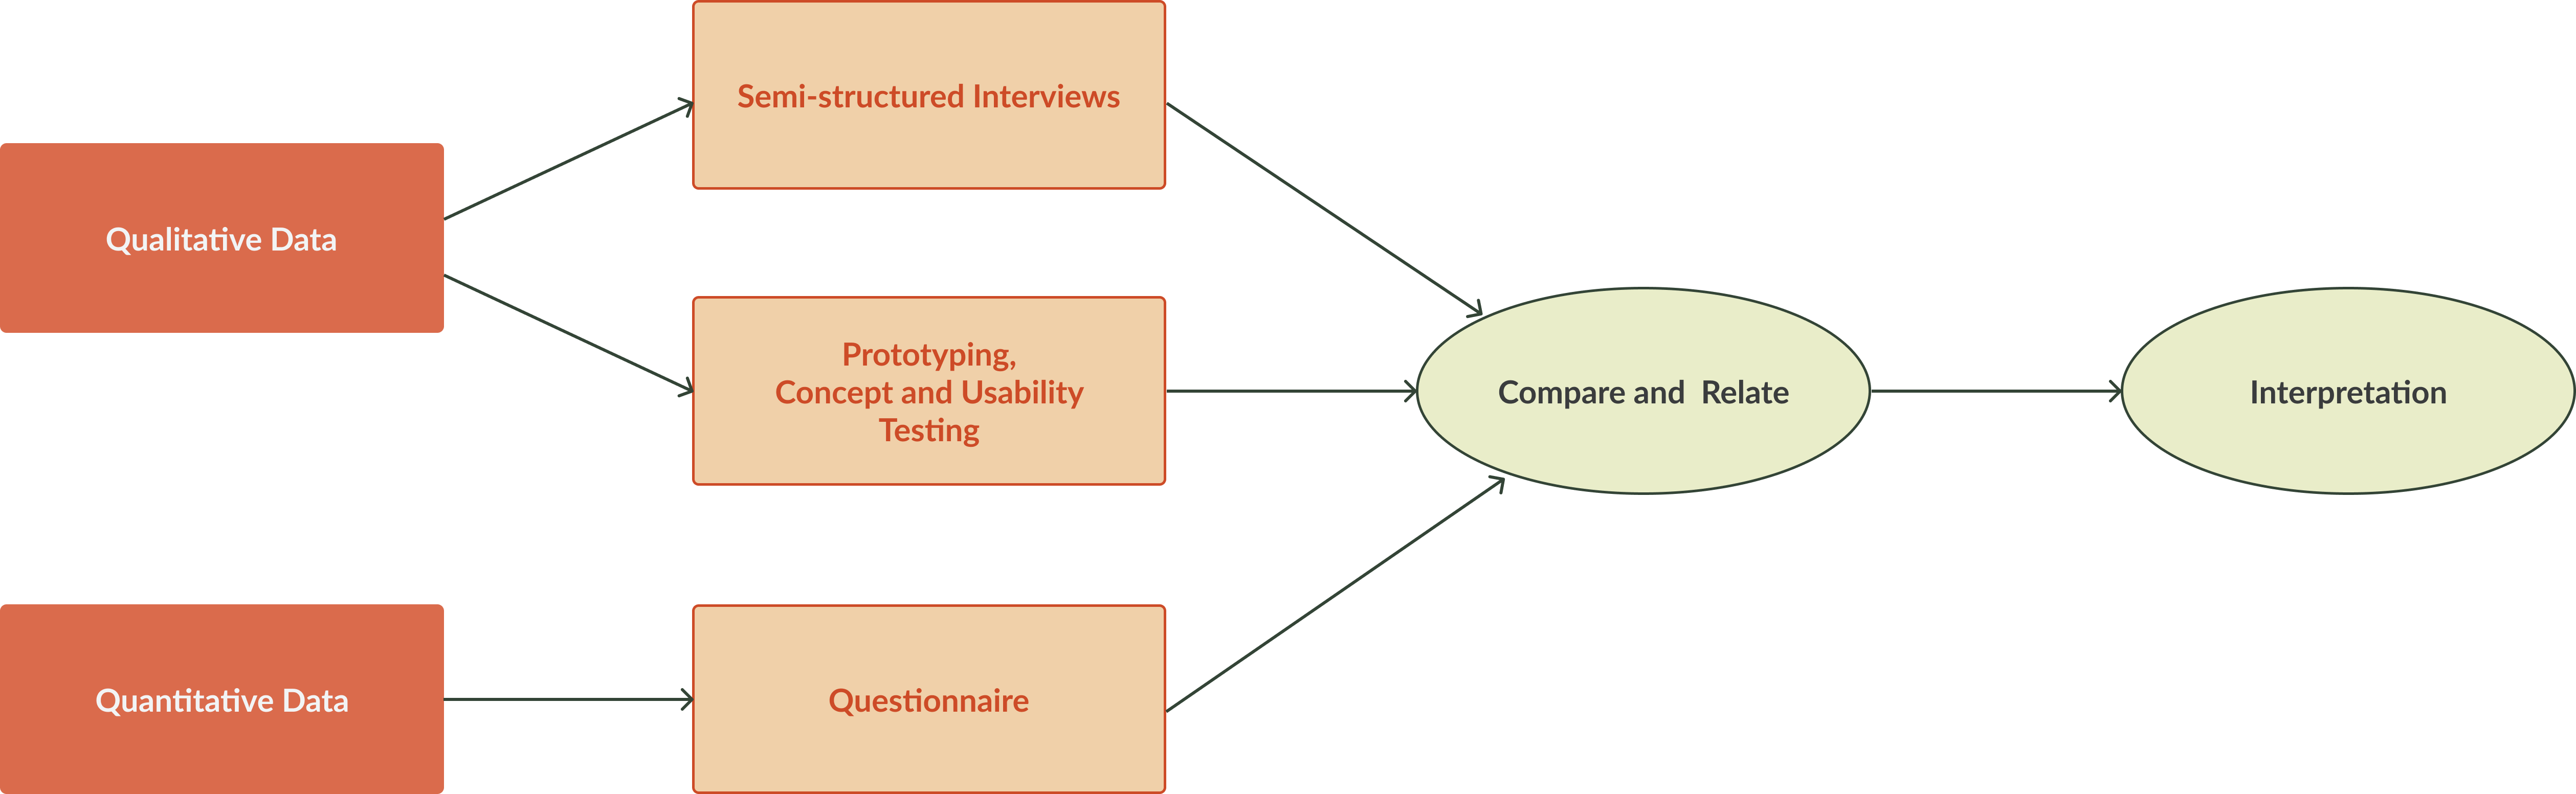 Semi-structured Interviews
Qualitative Data
Prototyping,
Concept and Usability
Testing
Compare and  Relate
Interpretation
Quantitative Data
Questionnaire